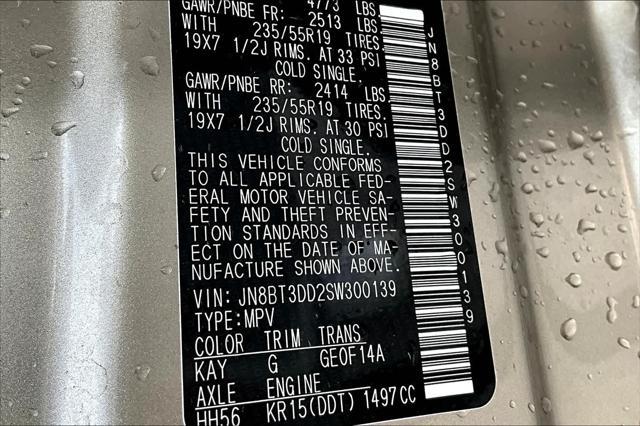 4773 LBS
GAWR/PNBE FR: 2513 LBS
WITH 235/55R19 TIRES.
19X7 1/2J RIMS. AT 33 PSI
COLD SINGLE.
GAWR/PNBE RR: 2414 LBS
WITH 235/55R19 TIRES.
19X7 1/2J RIMS. AT 30 PSI
COLD SINGLE.
THIS VEHICLE CONFORMS
TO ALL APPLICABLE FED-
ERAL MOTOR VEHICLE SA-
FETY AND THEFT PREVEN-
TION STANDARDS IN EFF-
ECT ON THE DATE OF MA-
NUFACTURE SHOWN ABOVE.
VIN: JN8BT3DD2SW300139
TYPE:MPV
COLOR TRIM TRANS
KAY G GE0F14A
AXLE ENGINE
HH56 KR15(DDT) 1497CC
JN8BT3DD2SW300139